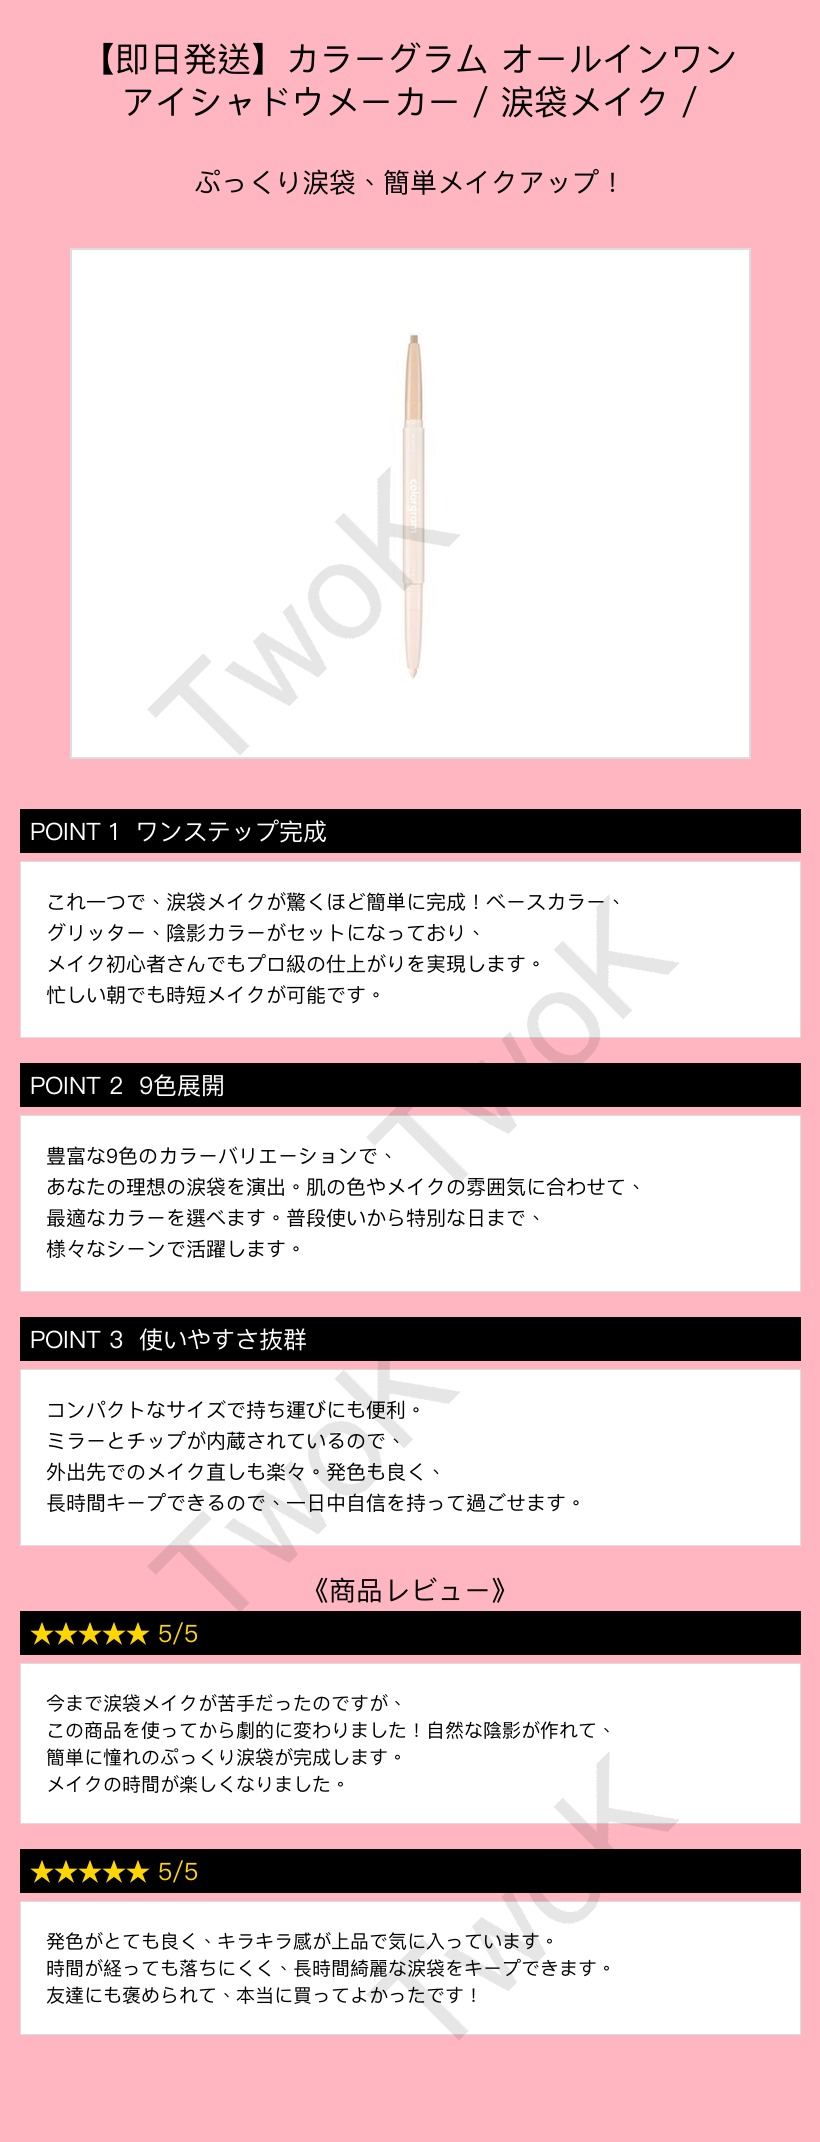 【即日発送】カラーグラム オールインワン
アイシャドウメーカー / 涙袋メイク /
ぷっくり涙袋、簡単メイクアップ！
colorgram
TwoK
POINT 1 ワンステップ完成
これ一つで、涙袋メイクが驚くほど簡単に完成！ベースカラー、
グリッター、陰影カラーがセットになっており、
メイク初心者さんでもプロ級の仕上がりを実現します。
忙しい朝でも時短メイクが可能です。
TwoK
POINT 2 9色展開
豊富な9色のカラーバリエーションで、
あなたの理想の涙袋を演出。肌の色やメイクの雰囲気に合わせて、
最適なカラーを選べます。普段使いから特別な日まで、
様々なシーンで活躍します。
POINT 3 使いやすさ抜群
コンパクトなサイズで持ち運びにも便利。
ミラーとチップが内蔵されているので、
外出先でのメイク直しも楽々。発色も良く、
長時間キープできるので、一日中自信を持って過ごせます。
TwoK
《商品レビュー》
★★★★★ 5/5
今まで涙袋メイクが苦手だったのですが、
この商品を使ってから劇的に変わりました！自然な陰影が作れて、
簡単に憧れのぷっくり涙袋が完成します。
メイクの時間が楽しくなりました。
★★★★★ 5/5
発色がとても良く、キラキラ感が上品で気に入っています。
時間が経っても落ちにくく、長時間綺麗な涙袋をキープできます。
友達にも褒められて、本当に買ってよかったです！
TwoK